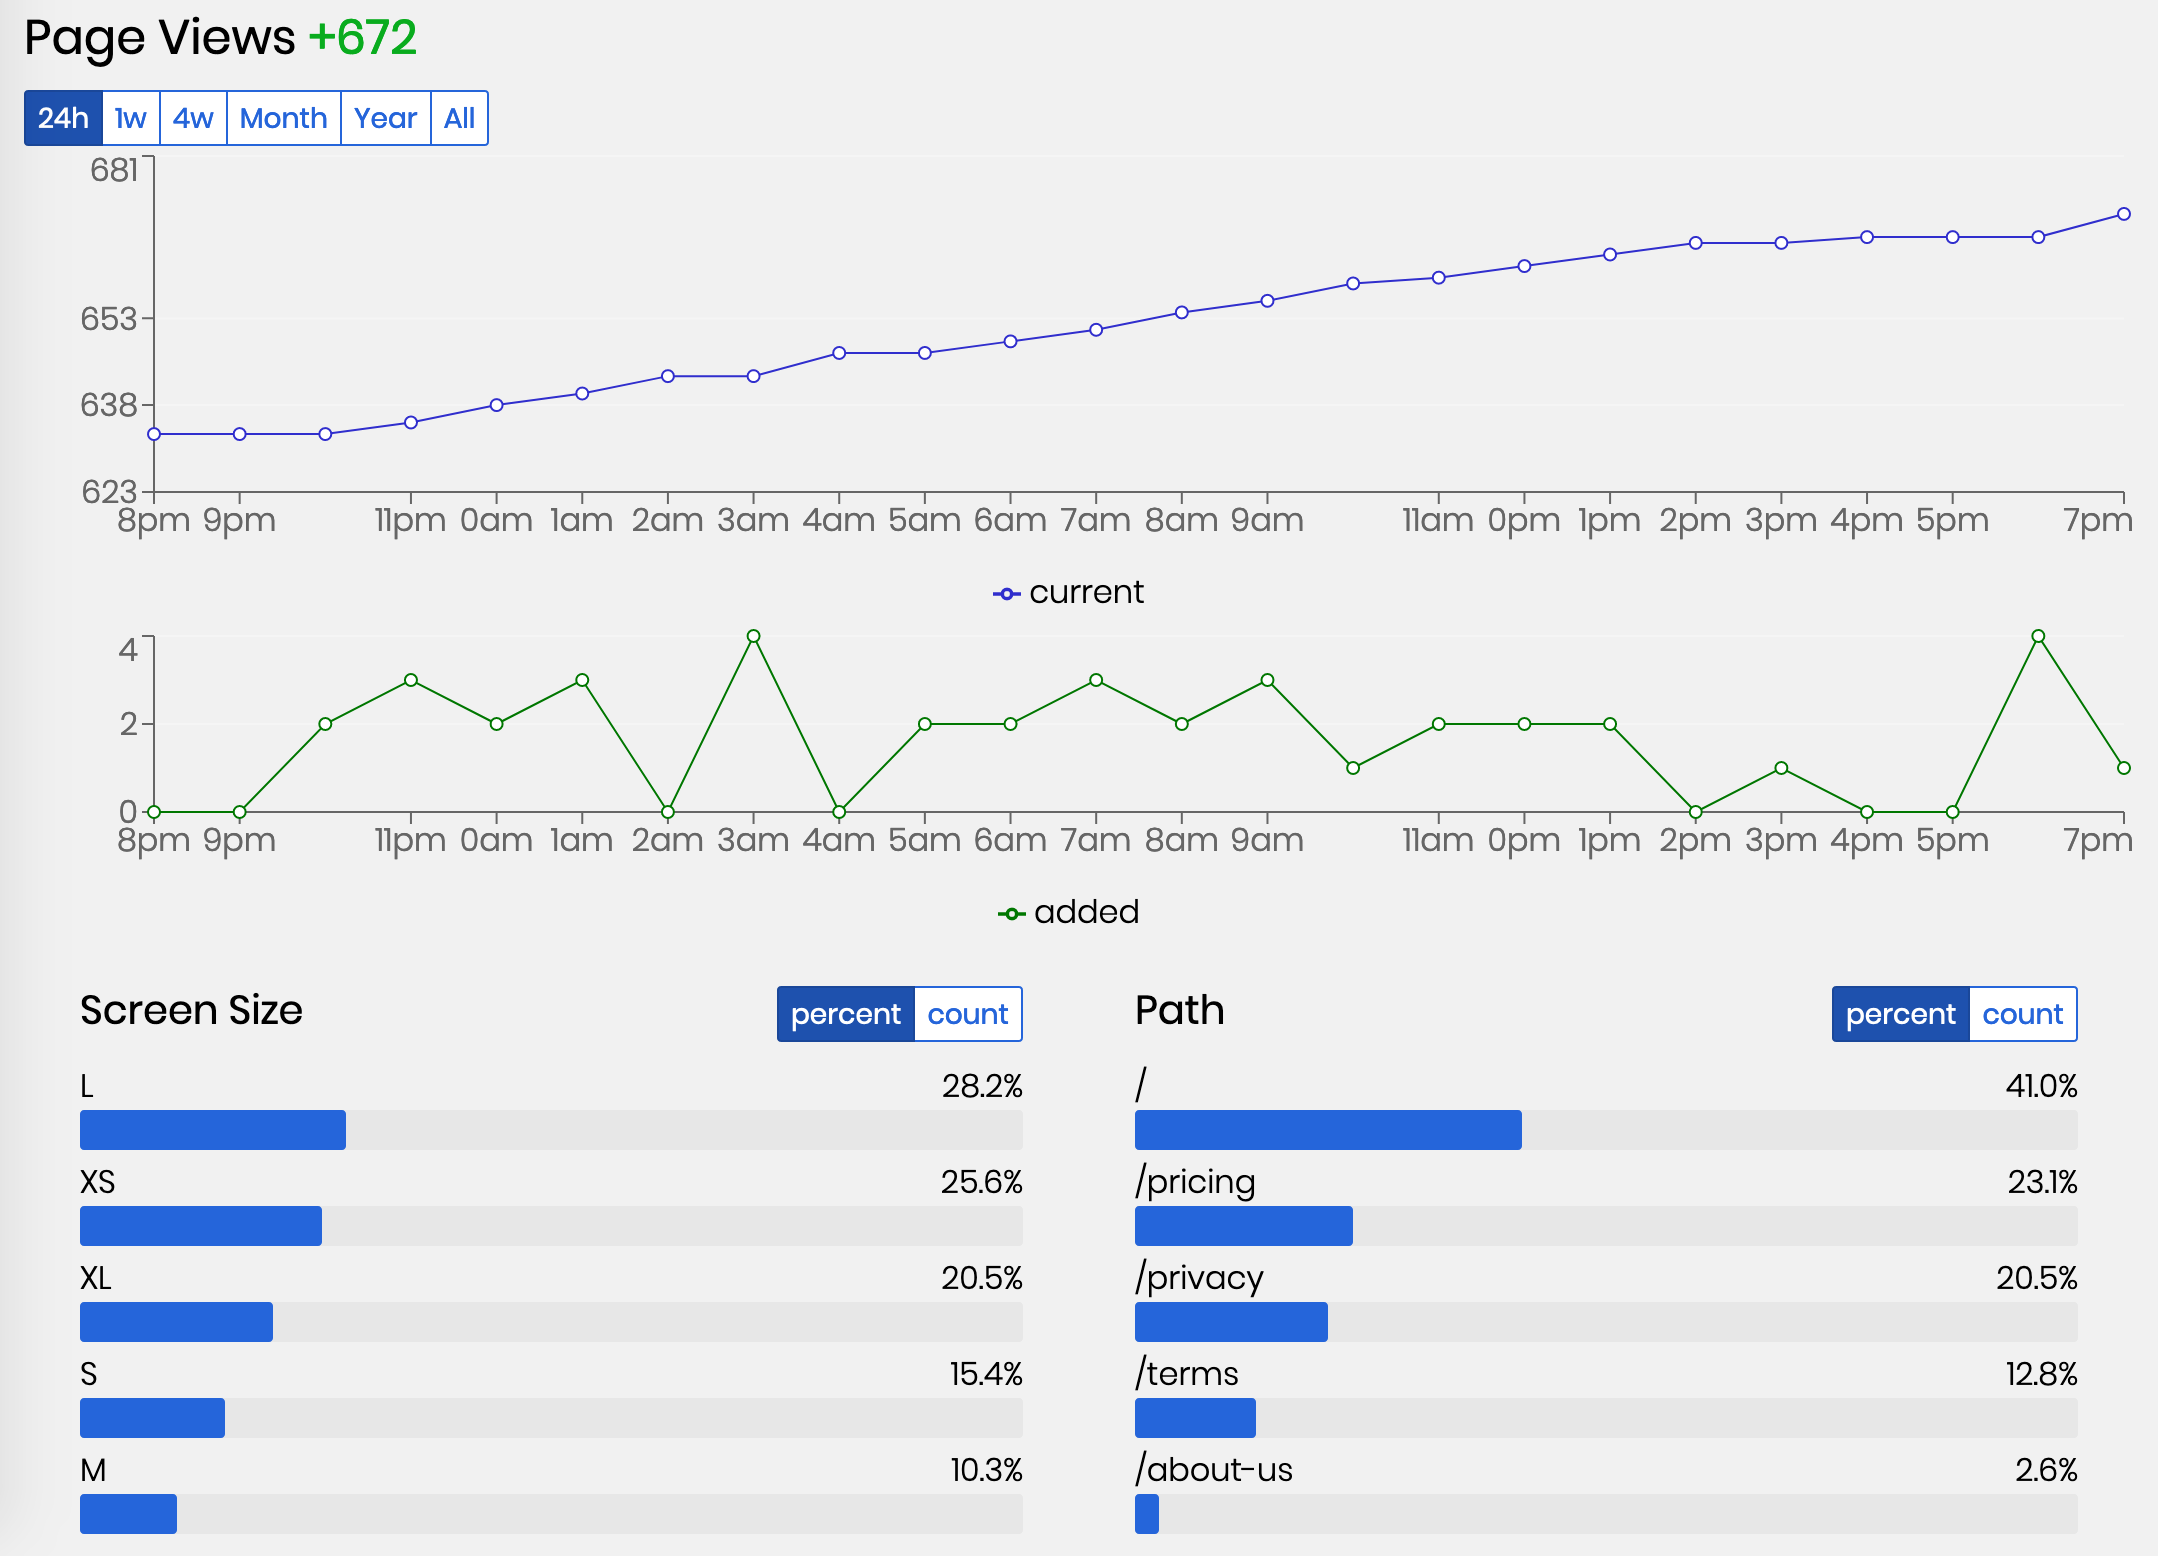 Page Views +672
24h 1w 4w Month Year All
681
653
638
623
8pm 9pm 11pm 0am 1am 2am 3am 4am 5am 6am 7am 8am 9am 11am 0pm 1pm 2pm 3pm 4pm 5pm 7pm
current
4
2
0
8pm 9pm 11pm 0am 1am 2am 3am 4am 5am 6am 7am 8am 9am 11am 0pm 1pm 2pm 3pm 4pm 5pm 7pm
added
Screen Size percent count
L 28.2%
XS 25.6%
XL 20.5%
S 15.4%
M 10.3%
Path percent count
/ 41.0%
/pricing 23.1%
/privacy 20.5%
/terms 12.8%
/about-us 2.6%